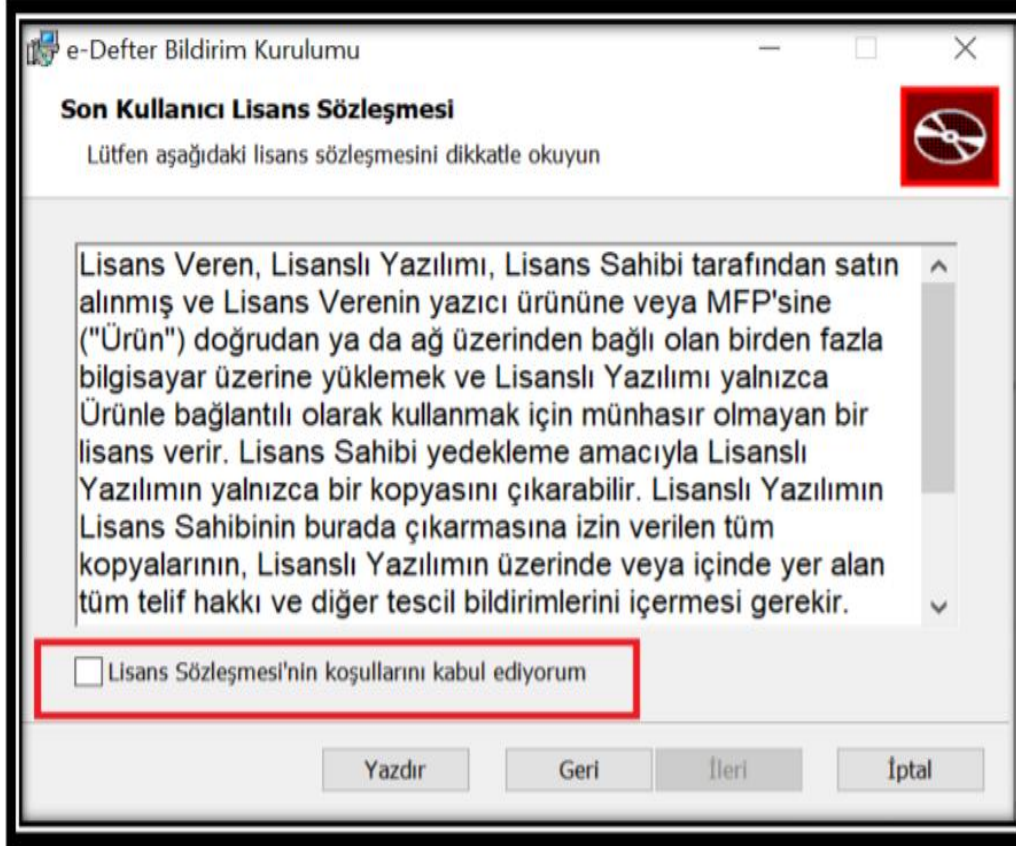 e-Defter Bildirim Kurulumu
Son Kullanıcı Lisans Sözleşmesi
Lütfen aşağıdaki lisans sözleşmesini dikkatle okuyun
Lisans Veren, Lisanslı Yazılımı, Lisans Sahibi tarafından satın
alınmış ve Lisans Verenin yazıcı ürününe veya MFP'sine
("Ürün") doğrudan ya da ağ üzerinden bağlı olan birden fazla
bilgisayar üzerine yüklemek ve Lisanslı Yazılımı yalnızca
Ürünle bağlantılı olarak kullanmak için münhasır olmayan bir
lisans verir. Lisans Sahibi yedekleme amacıyla Lisanslı
Yazılımın yalnızca bir kopyasını çıkarabilir. Lisanslı Yazılımın
Lisans Sahibinin burada çıkarmasına izin verilen tüm
kopyalarının, Lisanslı Yazılımın üzerinde veya içinde yer alan
tüm telif hakkı ve diğer tescil bildirimlerini içermesi gerekir.
Lisans Sözleşmesi'nin koşullarını kabul ediyorum
Yazdır Geri İleri İptal